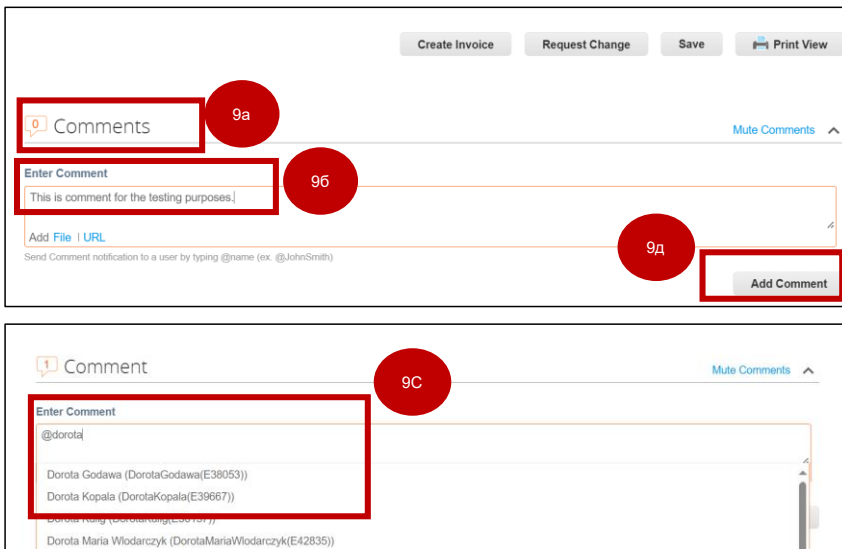 Create Invoice Request Change Save Print View
9а
0 Comments
Mute Comments
Enter Comment
9б
This is comment for the testing purposes.
Add File | URL
9д
Send Comment notification to a user by typing @name (ex. @JohnSmith)
Add Comment
1 Comment
9С
Mute Comments
Enter Comment
@dorota
Dorota Godawa (DorotaGodawa(E38053))
Dorota Kopala (DorotaKopala(E39667))
Dorota Maria Wlodarczyk (DorotaMariaWlodarczyk(E42835))